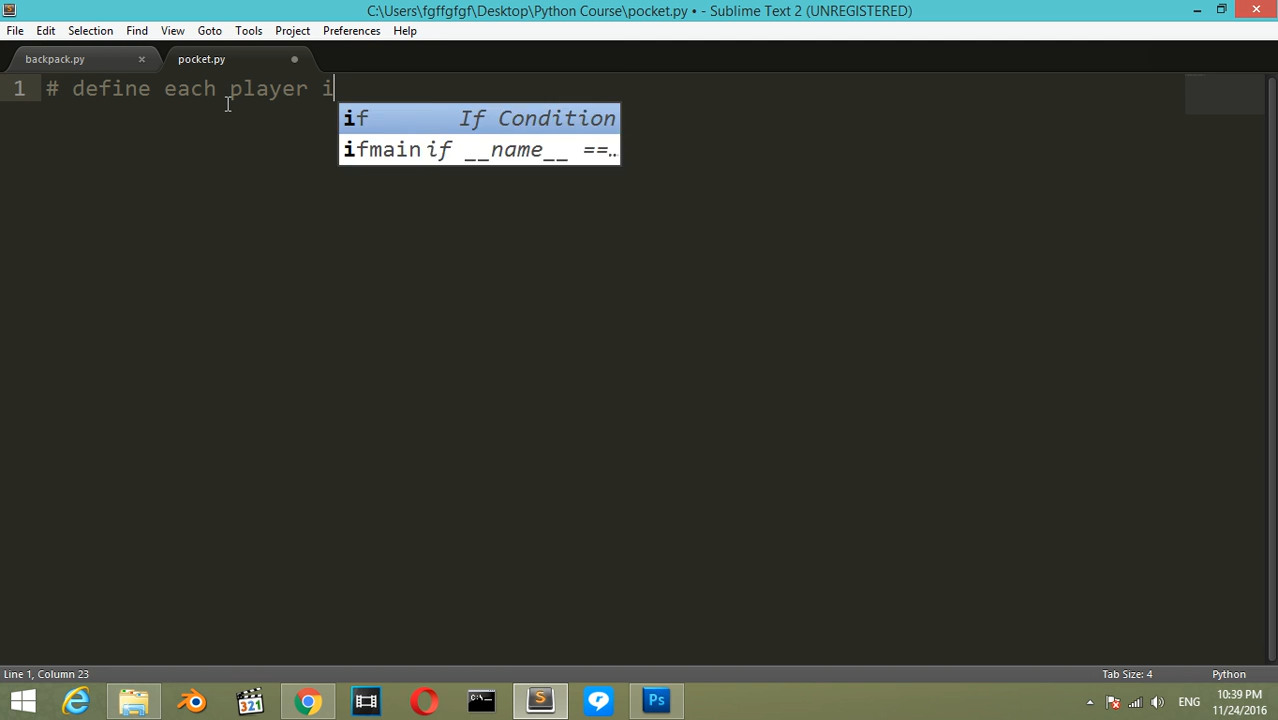 C:\Users\fgffgfgf\Desktop\Python Course\pocket.py • - Sublime Text 2 (UNREGISTERED)
File Edit Selection Find View Goto Tools Project Preferences Help
backpack.py × pocket.py
1 # define each player i
if If Condition
ifmain if __name__ ==..
Line 1, Column 23 Tab Size: 4 Python
321 C:\. S Ps ENG 10:39 PM
11/24/2016